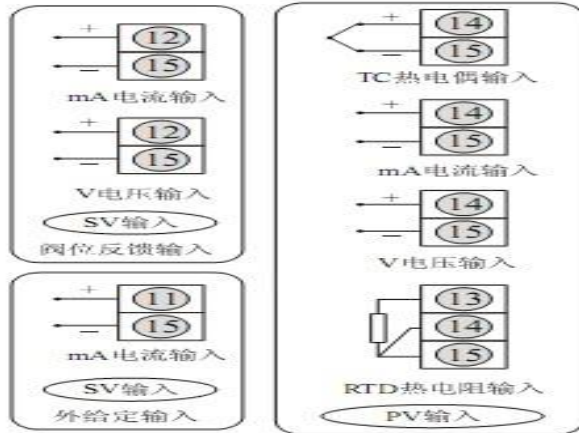 +
12
—
15
mA电流输入
+
12
—
15
V电压输入
SV输入
阀位反馈输入
+
11
—
15
mA电流输入
SV输入
外给定输入
+
14
—
15
TC热电偶输入
+
14
—
15
mA电流输入
+
14
—
15
V电压输入
13
14
15
RTD热电阻输入
PV输入